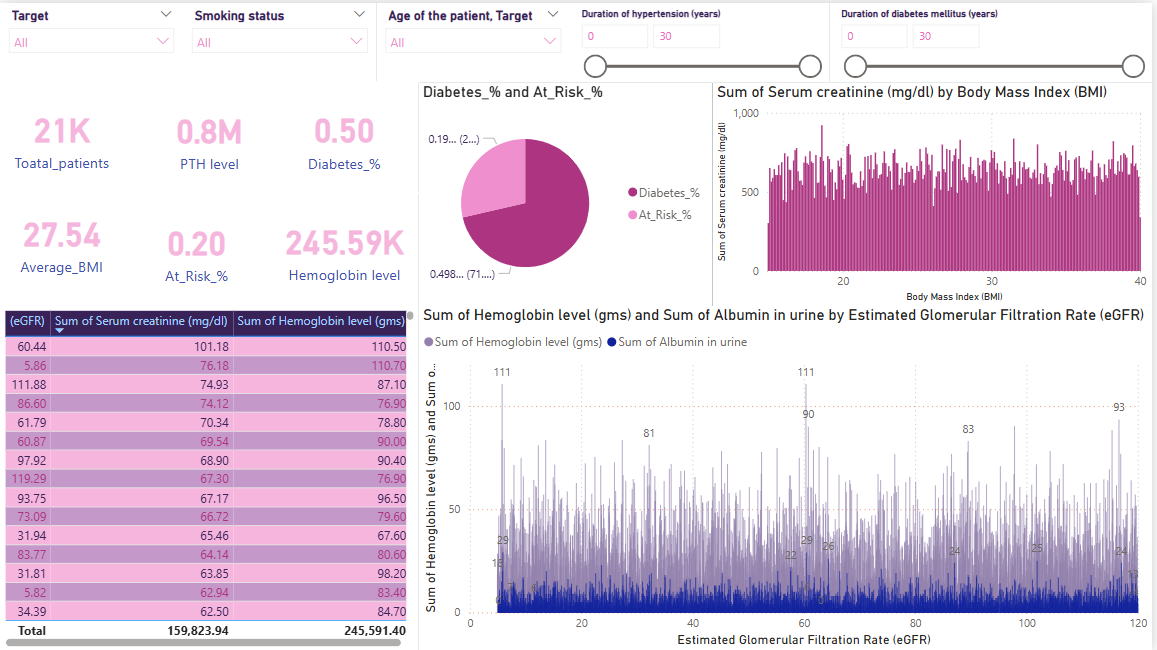 Target
Smoking status
Age of the patient, Target
Duration of hypertension (years)
Duration of diabetes mellitus (years)
All
All
All
0
30
0
30
21K
Toatal_patients
0.8M
PTH level
0.50
Diabetes_%
27.54
Average_BMI
0.20
At_Risk_%
245.59K
Hemoglobin level
Diabetes_% and At_Risk_%
0.19... (2...)
0.498... (71....)
Diabetes_%
At_Risk_%
Sum of Serum creatinine (mg/dl) by Body Mass Index (BMI)
Sum of Serum creatinine (mg/dl)
1,000
500
0
20
30
40
Body Mass Index (BMI)
(eGFR) Sum of Serum creatinine (mg/dl) Sum of Hemoglobin level (gms)
60.44 101.18 110.50
5.86 76.18 110.70
111.88 74.93 87.10
86.60 74.12 76.90
61.79 70.34 78.80
60.87 69.54 90.00
97.92 68.90 90.40
119.29 67.30 76.90
93.75 67.17 96.50
73.09 66.72 79.60
31.94 65.46 67.60
83.77 64.14 80.60
31.81 63.85 98.20
5.82 62.94 83.40
34.39 62.50 84.70
Total 159,823.94 245,591.40
Sum of Hemoglobin level (gms) and Sum of Albumin in urine by Estimated Glomerular Filtration Rate (eGFR)
Sum of Hemoglobin level (gms)
Sum of Albumin in urine
Sum of Hemoglobin level (gms) and Sum o...
100
50
0
111
81
111
90
83
93
29
22
29
26
24
25
24
0
20
40
60
80
100
120
Estimated Glomerular Filtration Rate (eGFR)